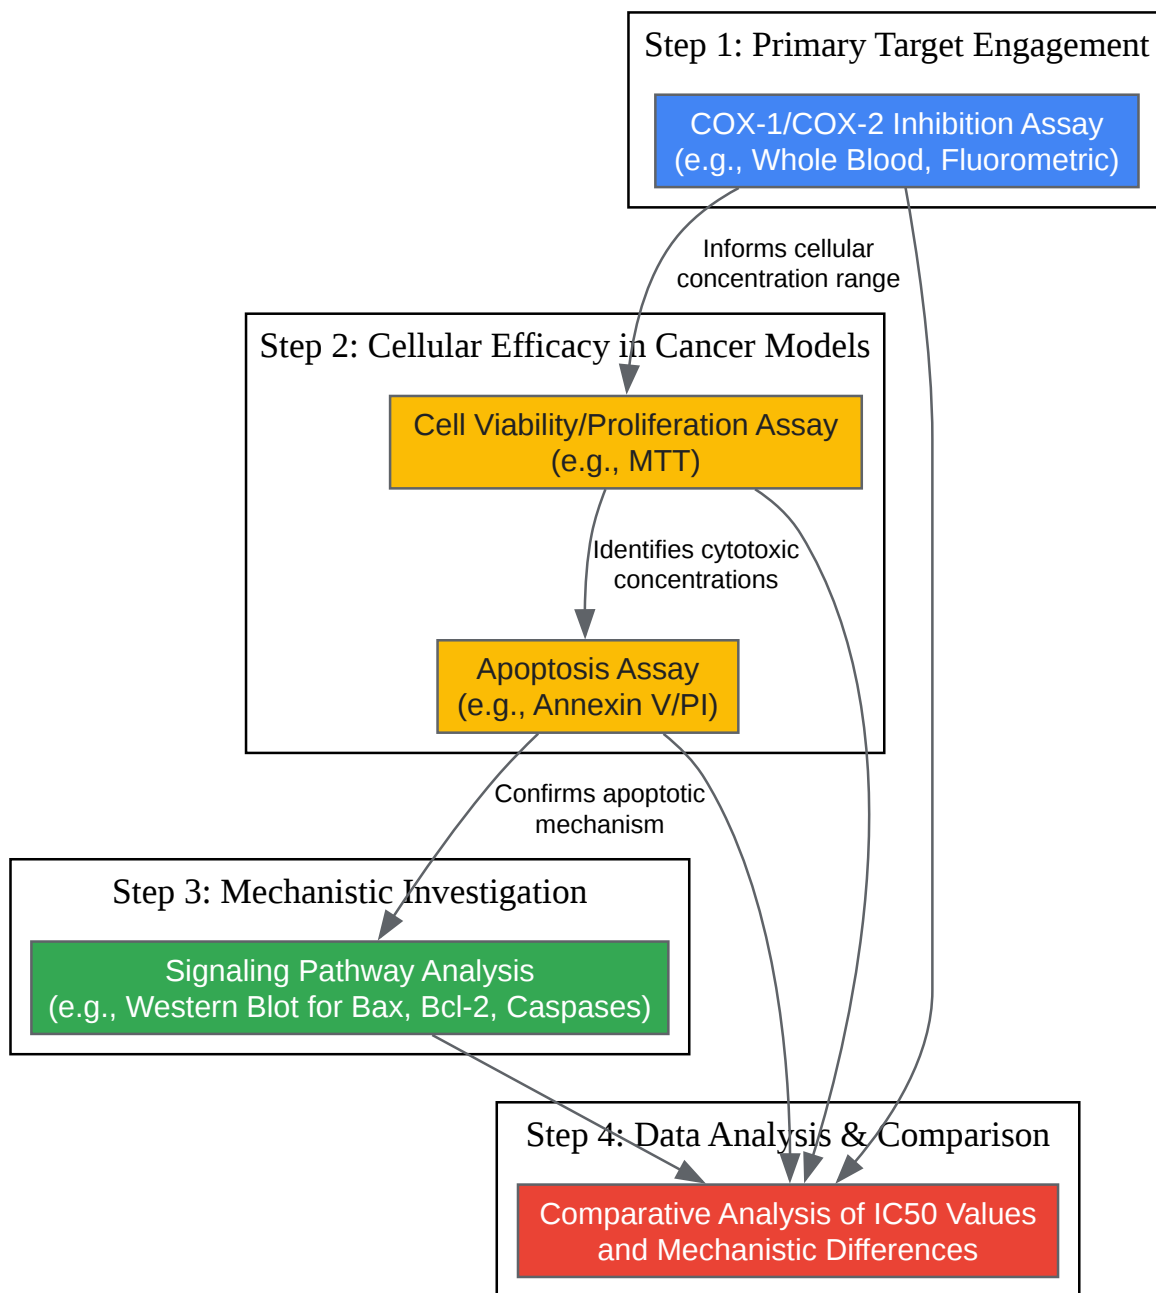 Step 1: Primary Target Engagement
COX-1/COX-2 Inhibition Assay
(e.g., Whole Blood, Fluorometric)
Informs cellular
concentration range
Step 2: Cellular Efficacy in Cancer Models
Cell Viability/Proliferation Assay
(e.g., MTT)
Identifies cytotoxic
concentrations
Apoptosis Assay
(e.g., Annexin V/PI)
Confirms apoptotic
mechanism
Step 3: Mechanistic Investigation
Signaling Pathway Analysis
(e.g., Western Blot for Bax, Bcl-2, Caspases)
Step 4: Data Analysis & Comparison
Comparative Analysis of IC50 Values
and Mechanistic Differences